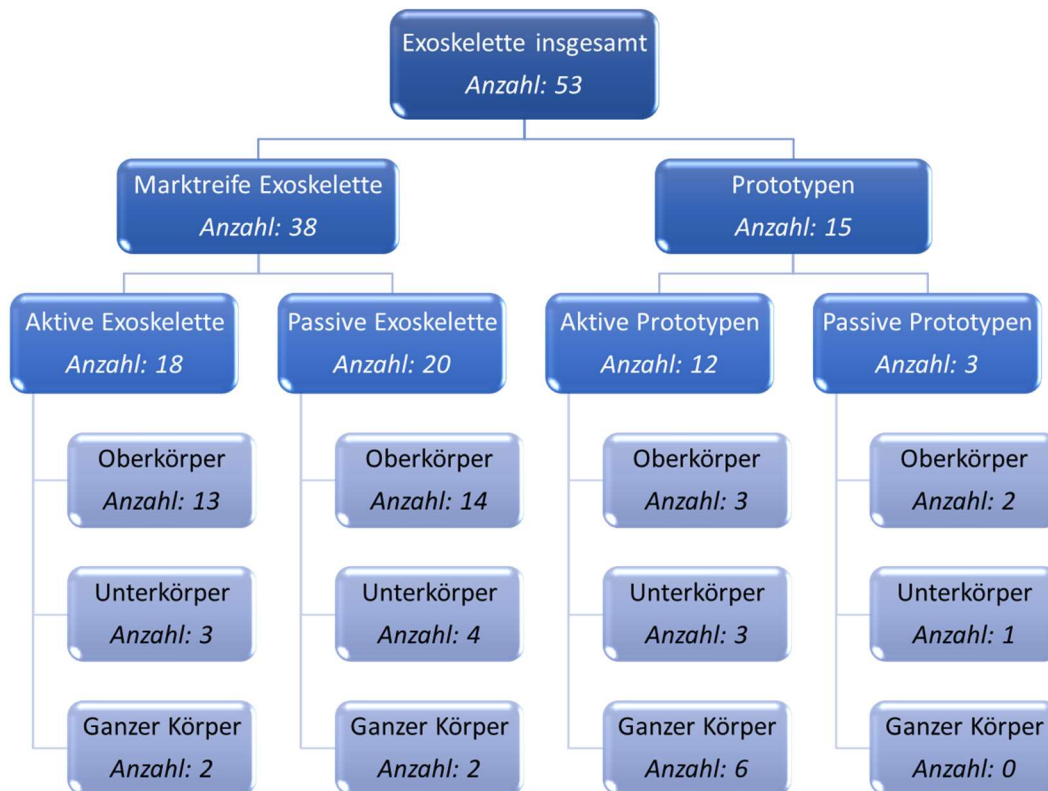 Exoskelette insgesamt
Anzahl: 53
Marktreife Exoskelette
Anzahl: 38
Prototypen
Anzahl: 15
Aktive Exoskelette
Anzahl: 18
Passive Exoskelette
Anzahl: 20
Aktive Prototypen
Anzahl: 12
Passive Prototypen
Anzahl: 3
Oberkörper
Anzahl: 13
Oberkörper
Anzahl: 14
Oberkörper
Anzahl: 3
Oberkörper
Anzahl: 2
Unterkörper
Anzahl: 3
Unterkörper
Anzahl: 4
Unterkörper
Anzahl: 3
Unterkörper
Anzahl: 1
Ganzer Körper
Anzahl: 2
Ganzer Körper
Anzahl: 2
Ganzer Körper
Anzahl: 6
Ganzer Körper
Anzahl: 0